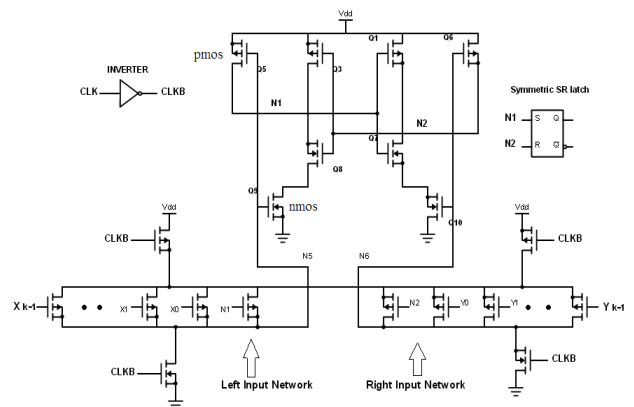 Vdd
Q5
Q3
Q1
Q6
pmos
INVERTER
CLK
CLKB
Symmetric SR latch
N1
N2
N1 S Q
N2 R Q
Q7
Q8
Q9
nmos
Q10
Vdd
Vdd
CLKB
CLKB
N5
N6
X k-1
X1
X0
N1
N2
Y0
Y1
Y k-1
CLKB
CLKB
Left Input Network
Right Input Network